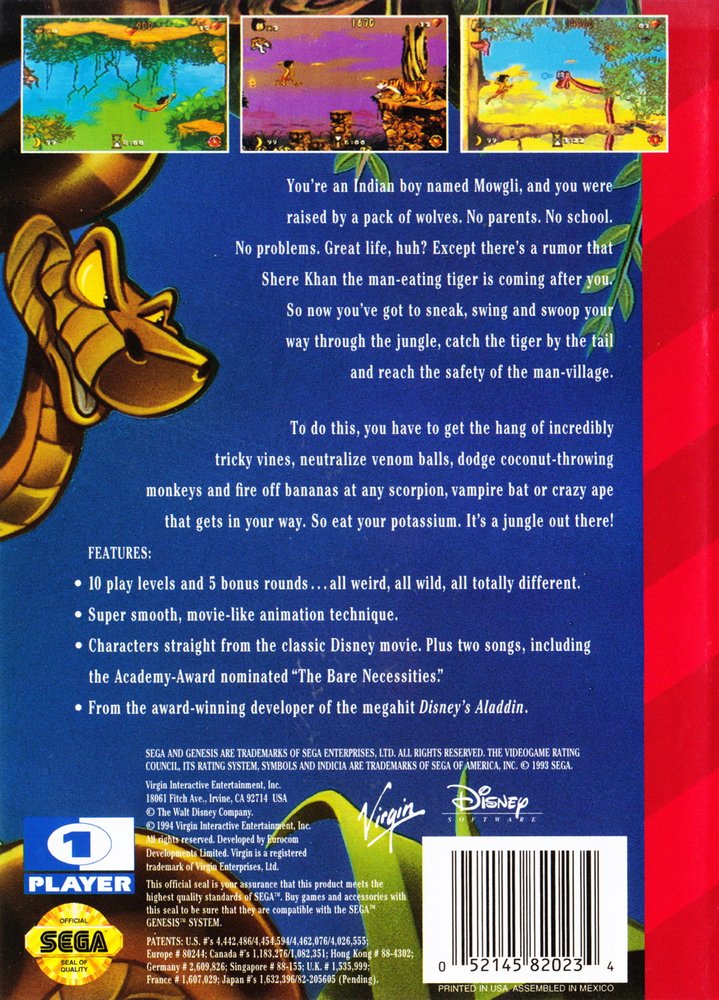 1670
99
6:00
99
6:00
99
You're an Indian boy named Mowgli, and you were
raised by a pack of wolves. No parents. No school.
No problems. Great life, huh? Except there's a rumor that
Shere Khan the man-eating tiger is coming after you.
So now you've got to sneak, swing and swoop your
way through the jungle, catch the tiger by the tail
and reach the safety of the man-village.
To do this, you have to get the hang of incredibly
tricky vines, neutralize venom balls, dodge coconut-throwing
monkeys and fire off bananas at any scorpion, vampire bat or crazy ape
that gets in your way. So eat your potassium. It's a jungle out there!
FEATURES:
• 10 play levels and 5 bonus rounds...all weird, all wild, all totally different.
• Super smooth, movie-like animation technique.
• Characters straight from the classic Disney movie. Plus two songs, including
the Academy-Award nominated "The Bare Necessities."
• From the award-winning developer of the megahit Disney's Aladdin.
SEGA AND GENESIS ARE TRADEMARKS OF SEGA ENTERPRISES, LTD. ALL RIGHTS RESERVED. THE VIDEOGAME RATING
COUNCIL, ITS RATING SYSTEM, SYMBOLS AND INDICIA ARE TRADEMARKS OF SEGA OF AMERICA, INC. © 1993 SEGA.
Virgin Interactive Entertainment, Inc.
18061 Fitch Ave., Irvine, CA 92714 USA
© The Walt Disney Company.
© 1994 Virgin Interactive Entertainment, Inc.
All rights reserved. Developed by Eurocom
Developments Limited. Virgin is a registered
trademark of Virgin Enterprises, Ltd.
Virgin
Disney
SOFTWARE
1
PLAYER
This official seal is your assurance that this product meets the
highest quality standards of SEGA™. Buy games and accessories with
this seal to be sure that they are compatible with the SEGA™
GENESIS™ SYSTEM.
OFFICIAL
SEGA
SEAL OF
QUALITY
PATENTS: U.S. #'s 4,442,486/4,454,594/4,462,076/4,026,555;
Europe # 80244; Canada #'s 1,183,276/1,082,351; Hong Kong # 88-4302;
Germany # 2,609,826; Singapore # 88-155; U.K. # 1,535,999;
France # 1,607,029; Japan #'s 1,632,396/82-205605 (Pending).
0 52145 82023 4
PRINTED IN USA ASSEMBLED IN MEXICO